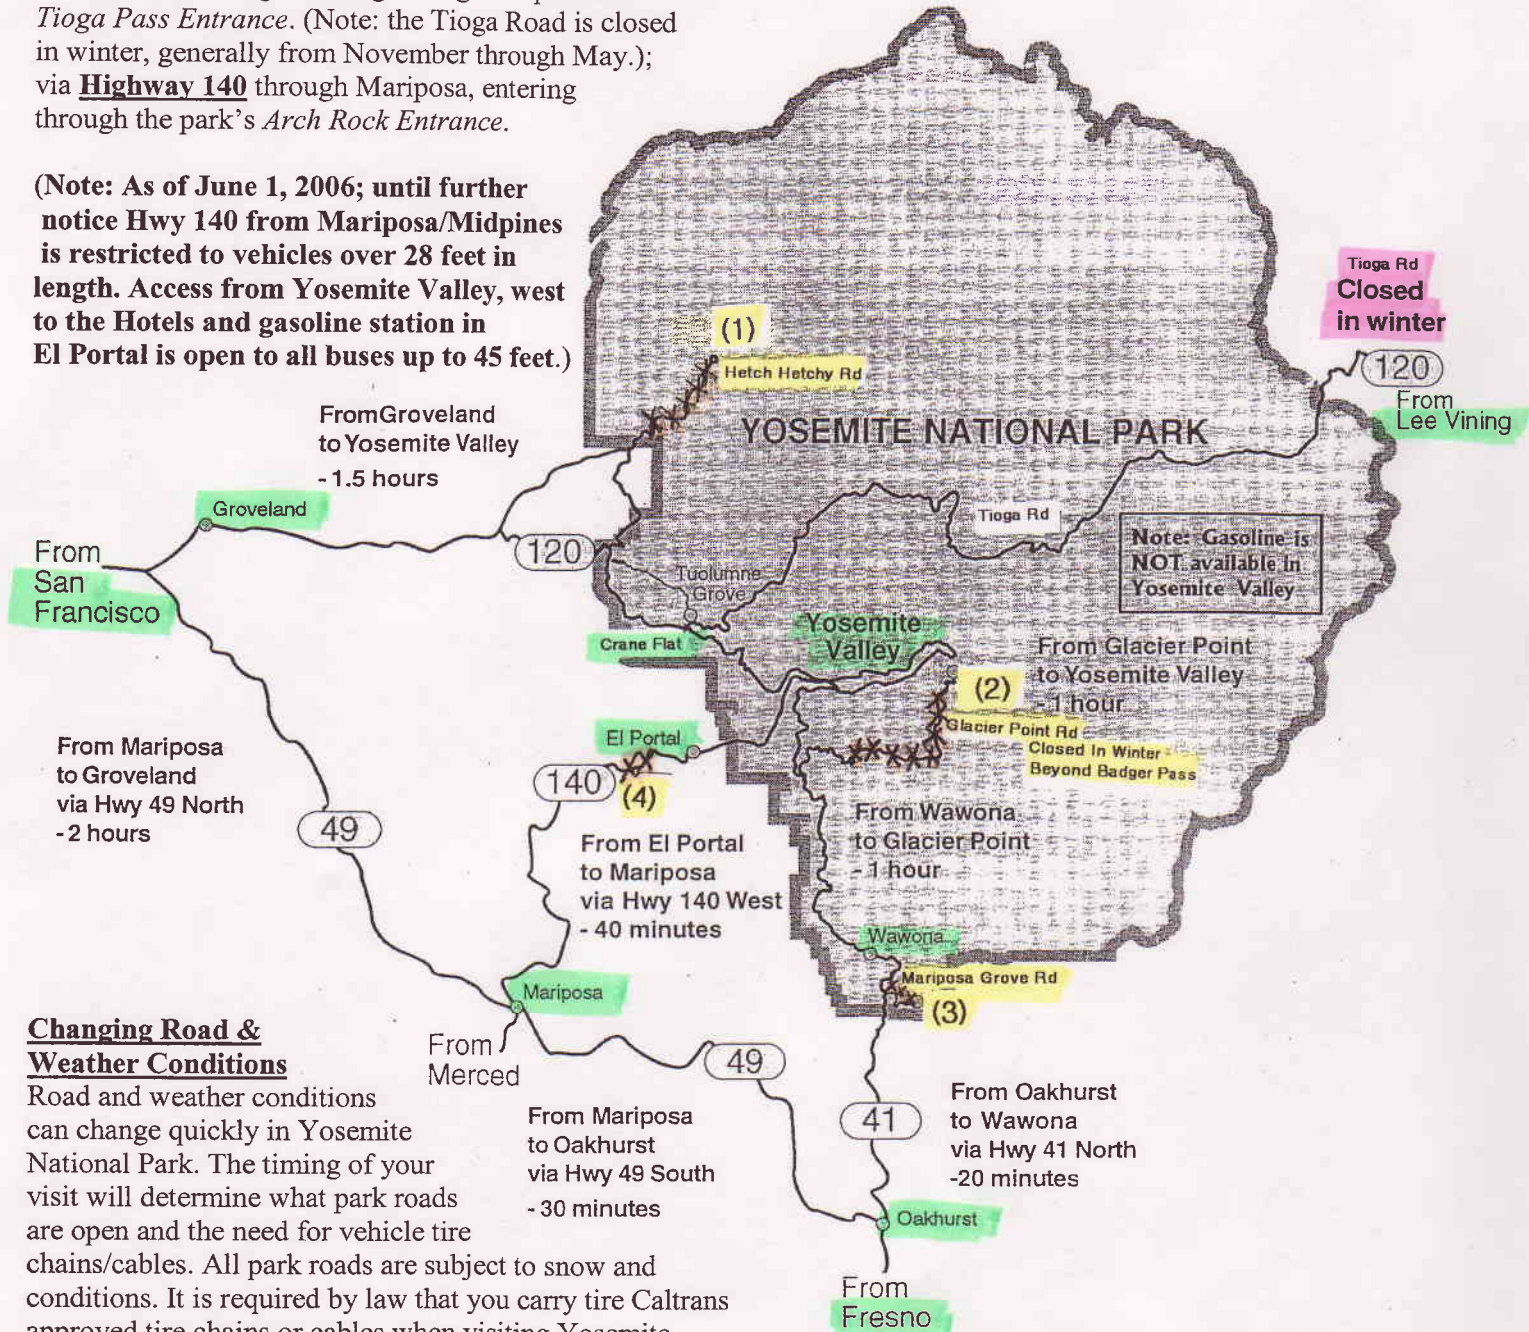 Tioga Pass Entrance. (Note: the Tioga Road is closed
in winter, generally from November through May.);
via Highway 140 through Mariposa, entering
through the park's Arch Rock Entrance.
(Note: As of June 1, 2006; until further
notice Hwy 140 from Mariposa/Midpines
is restricted to vehicles over 28 feet in
length. Access from Yosemite Valley, west
to the Hotels and gasoline station in
El Portal is open to all buses up to 45 feet.)
Tioga Rd
Closed
in winter
120
From
Lee Vining
(1)
Hetch Hetchy Rd
YOSEMITE NATIONAL PARK
FromGroveland
to Yosemite Valley
- 1.5 hours
Groveland
From
San
Francisco
120
Tioga Rd
Note: Gasoline is
NOT available in
Yosemite Valley
Tuolumne
Grove
Crane Flat
Yosemite
Valley
From Glacier Point
to Yosemite Valley
- 1 hour
(2)
Glacier Point Rd
Closed In Winter
Beyond Badger Pass
El Portal
140
(4)
From Mariposa
to Groveland
via Hwy 49 North
- 2 hours
49
From El Portal
to Mariposa
via Hwy 140 West
- 40 minutes
From Wawona
to Glacier Point
- 1 hour
Wawona
Mariposa Grove Rd
(3)
Mariposa
From
Merced
49
From Mariposa
to Oakhurst
via Hwy 49 South
- 30 minutes
41
From Oakhurst
to Wawona
via Hwy 41 North
-20 minutes
Oakhurst
From
Fresno
Changing Road &
Weather Conditions
Road and weather conditions
can change quickly in Yosemite
National Park. The timing of your
visit will determine what park roads
are open and the need for vehicle tire
chains/cables. All park roads are subject to snow and
conditions. It is required by law that you carry tire Caltrans
approved tire chains or cables when visiting Yosemite